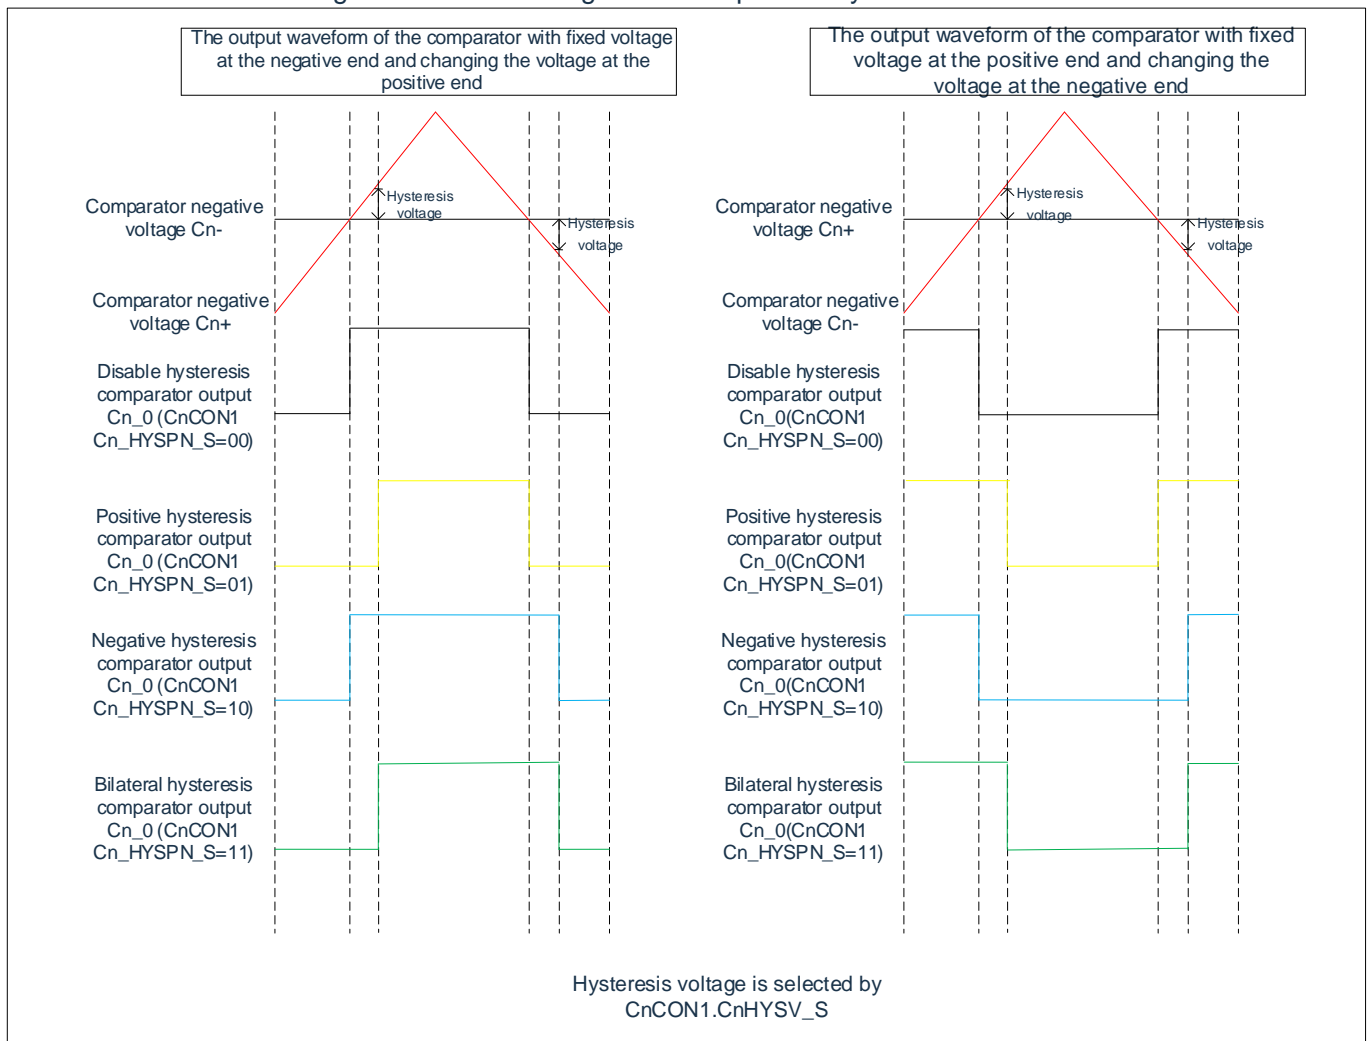 The output waveform of the comparator with fixed voltage
at the negative end and changing the voltage at the
positive end
The output waveform of the comparator with fixed
voltage at the positive end and changing the
voltage at the negative end
Comparator negative
voltage Cn-
Hysteresis
voltage
Hysteresis
voltage
Comparator negative
voltage Cn+
Disable hysteresis
comparator output
Cn_0 (CnCON1
Cn_HYSPN_S=00)
Positive hysteresis
comparator output
Cn_0 (CnCON1
Cn_HYSPN_S=01)
Negative hysteresis
comparator output
Cn_0 (CnCON1
Cn_HYSPN_S=10)
Bilateral hysteresis
comparator output
Cn_0 (CnCON1
Cn_HYSPN_S=11)
Comparator negative
voltage Cn+
Hysteresis
voltage
Hysteresis
voltage
Comparator negative
voltage Cn-
Disable hysteresis
comparator output
Cn_0(CnCON1
Cn_HYSPN_S=00)
Positive hysteresis
comparator output
Cn_0(CnCON1
Cn_HYSPN_S=01)
Negative hysteresis
comparator output
Cn_0(CnCON1
Cn_HYSPN_S=10)
Bilateral hysteresis
comparator output
Cn_0(CnCON1
Cn_HYSPN_S=11)
Hysteresis voltage is selected by
CnCON1.CnHYSV_S